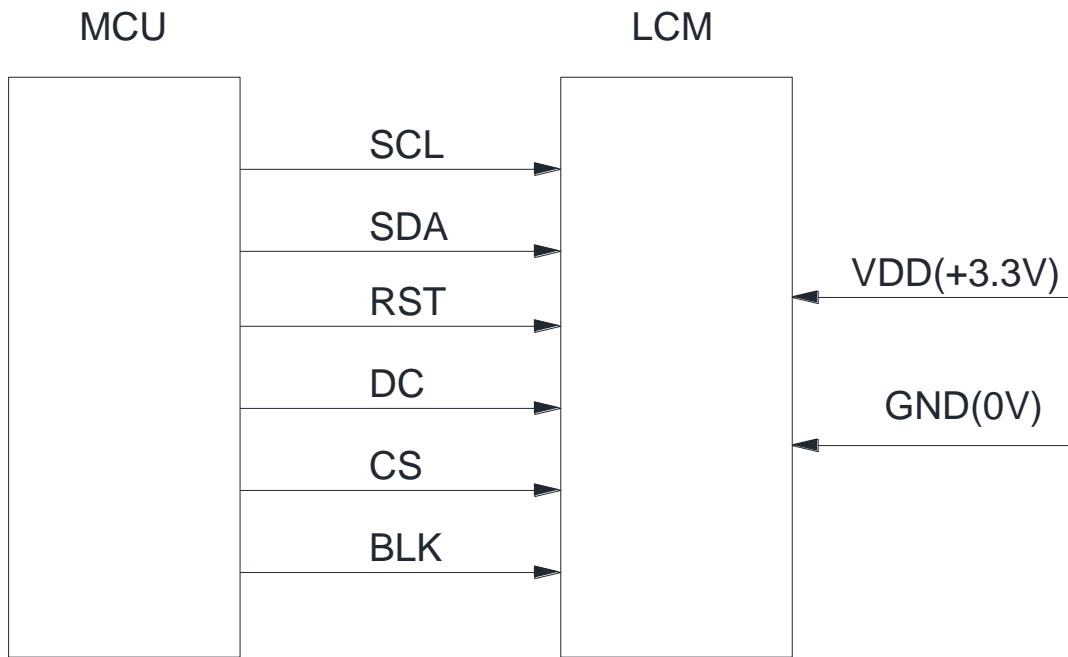 MCU
LCM
SCL
SDA
RST
DC
CS
BLK
VDD(+3.3V)
GND(0V)